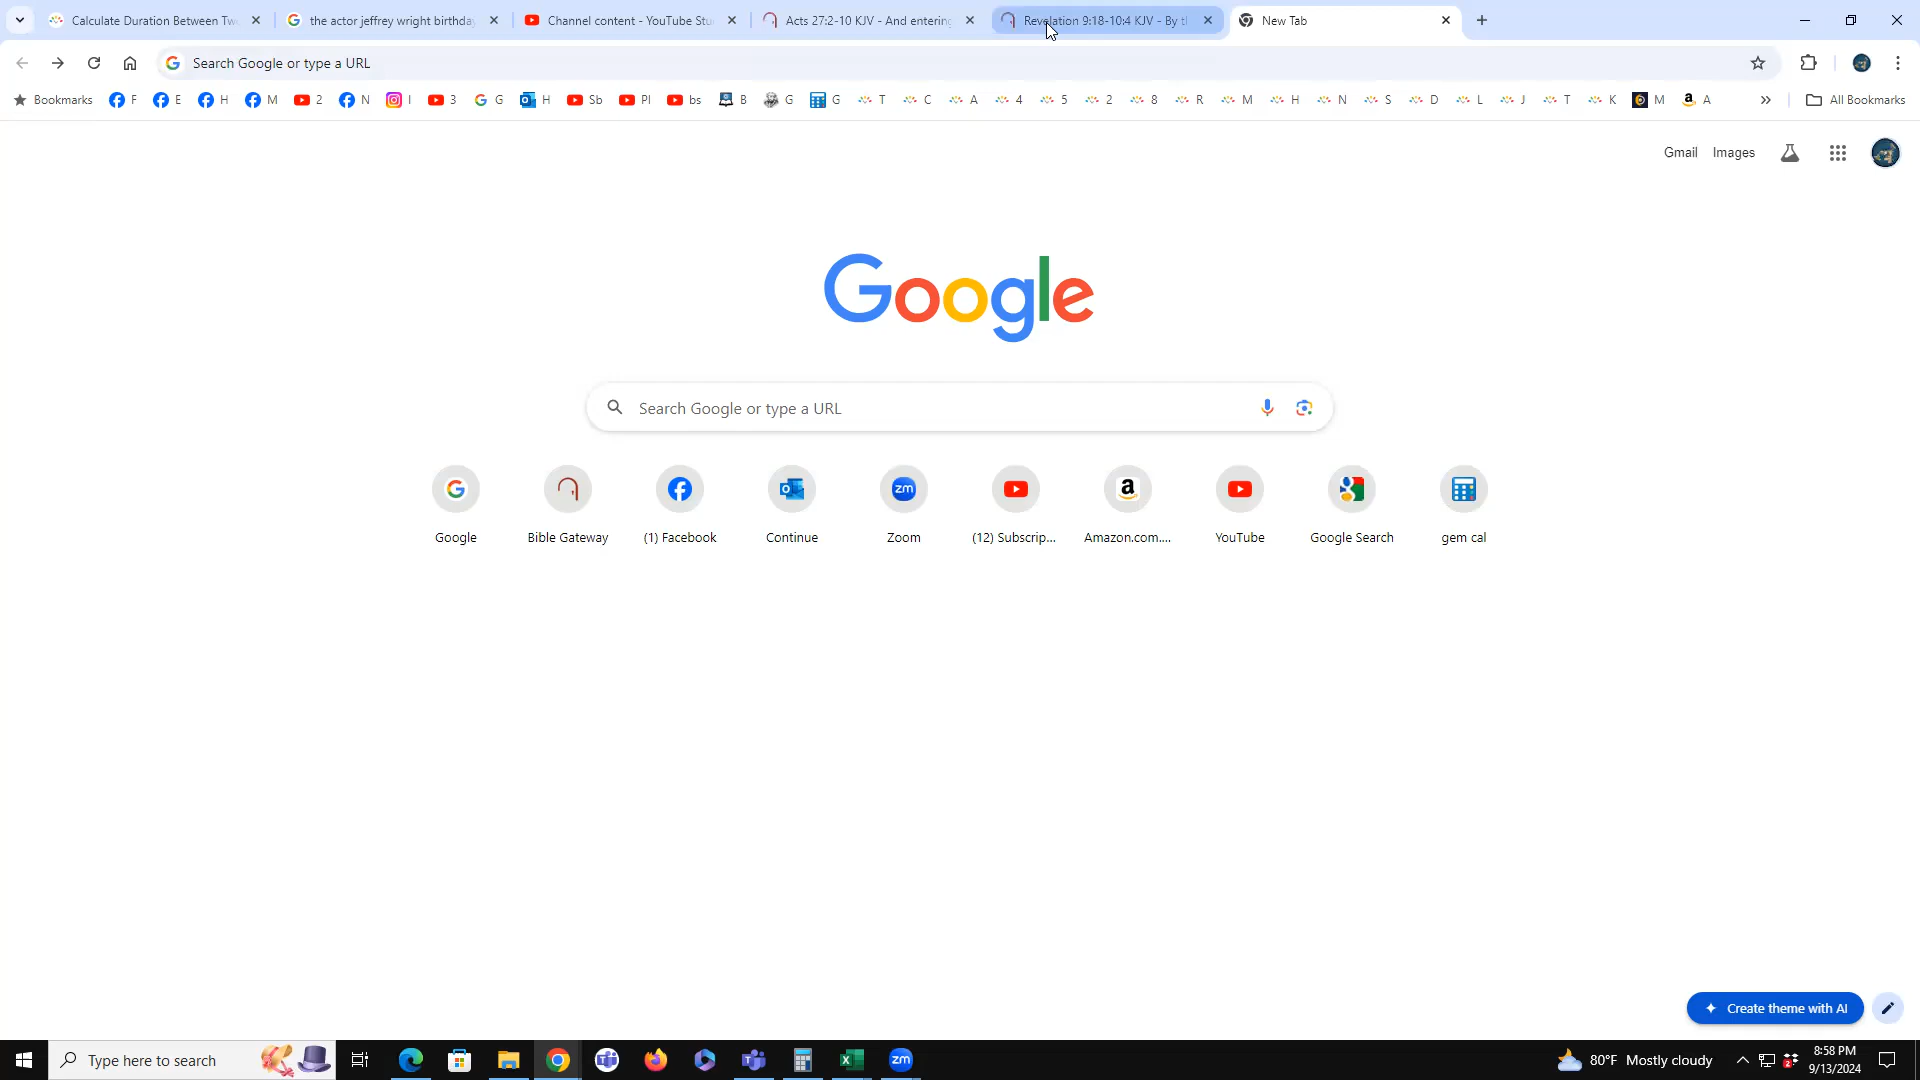 Calculate Duration Between Tw
the actor jeffrey wright birthday
Channel content - YouTube Stu
Acts 27:2-10 KJV - And entering
Revelation 9:18-10:4 KJV - By th
New Tab
Search Google or type a URL
Bookmarks F E H M 2 N I 3 G H Sb Pl bs B G G T C A 4 5 2 8 R M H N S D L J T K M A » All Bookmarks
Gmail Images
Google
Search Google or type a URL
Google
Bible Gateway
(1) Facebook
Continue
Zoom
(12) Subscrip...
Amazon.com....
YouTube
Google Search
gem cal
Create theme with AI
Type here to search
80°F Mostly cloudy
8:58 PM
9/13/2024